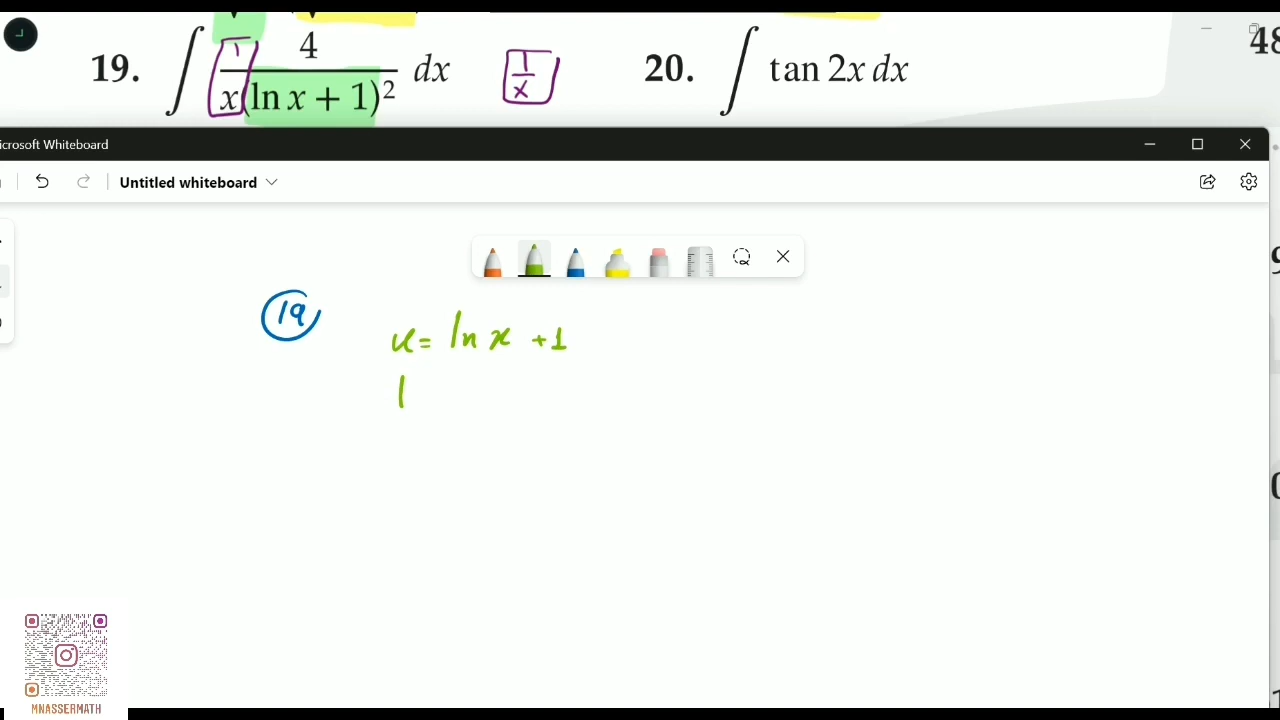 19. ∫ 4 / x(ln x + 1)² dx
1
1/x
20. ∫ tan 2x dx
48
Microsoft Whiteboard
Untitled whiteboard
19
u = ln x + 1
MNASSERMATH